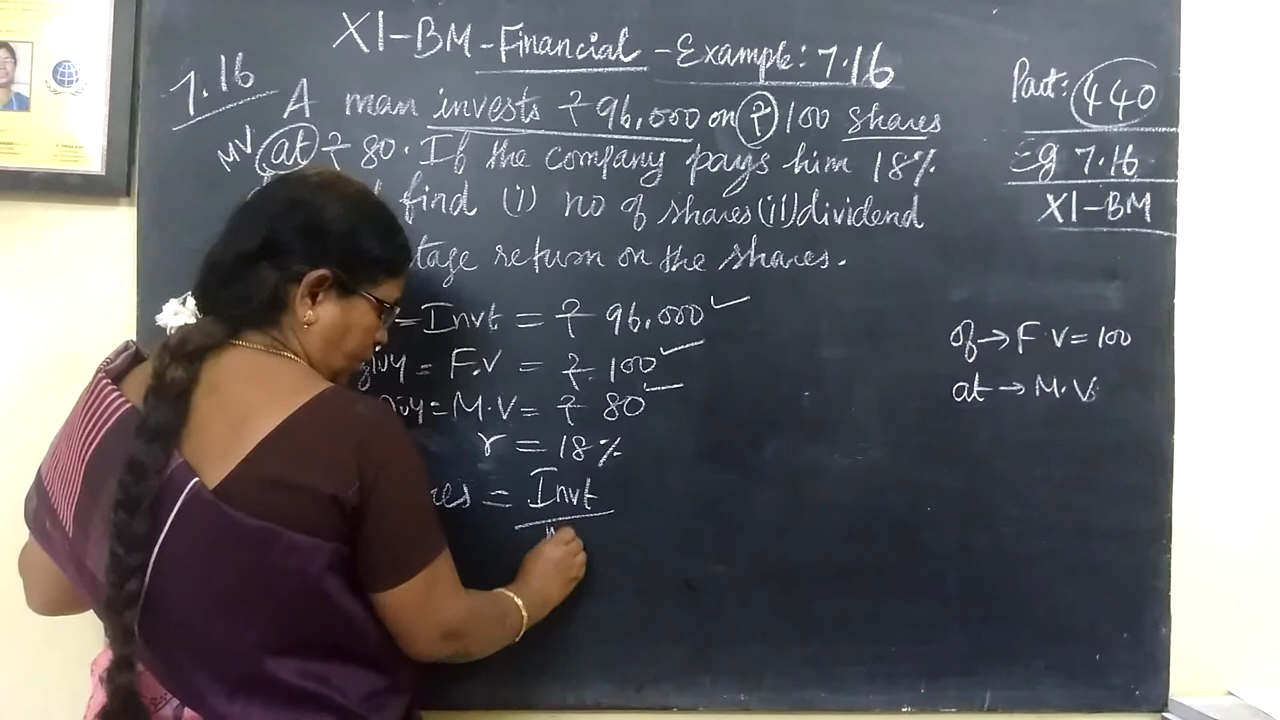 XI-BM-Financial - Example: 7.16
7.16 A man invests ₹ 96,000 on ₹ 100 shares
MV at ₹ 80. If the company pays him 18%
find (i) no of shares (ii) dividend
tage return on the shares.
= Invt = ₹ 96,000 ✓
= F.V = ₹ 100 ✓
= M.V = ₹ 80 ✓
r = 18%
res = Invt
Part: 440
Eg 7.16
XI-BM
of → F.V = 100
at → M.V